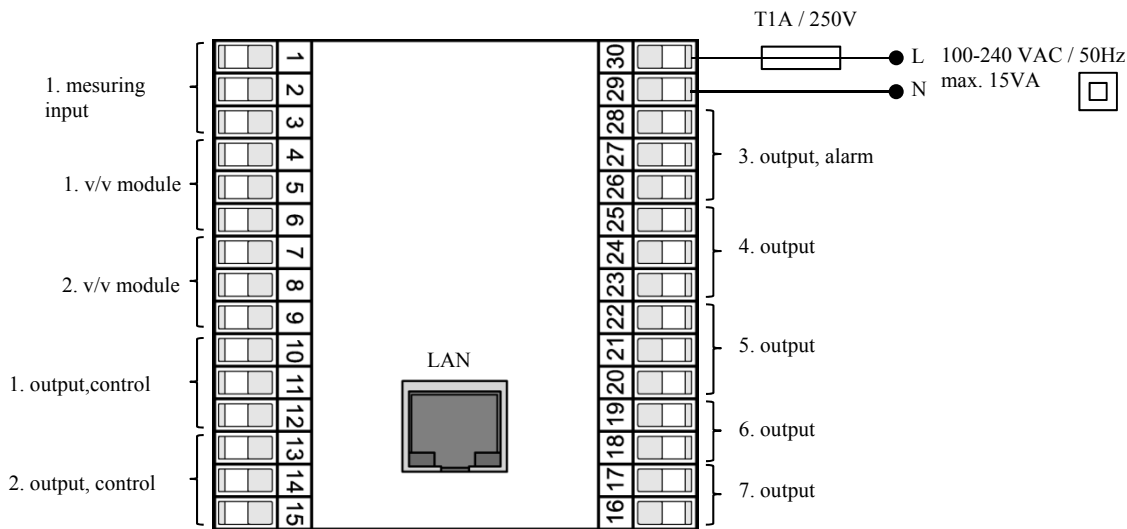 T1A / 250V
L 100-240 VAC / 50Hz
N max. 15VA
1. mesuring
input
1. v/v module
2. v/v module
1. output,control
2. output, control
1
2
3
4
5
6
7
8
9
10
11
12
13
14
15
LAN
30
29
28
27
26
25
24
23
22
21
20
19
18
17
16
3. output, alarm
4. output
5. output
6. output
7. output